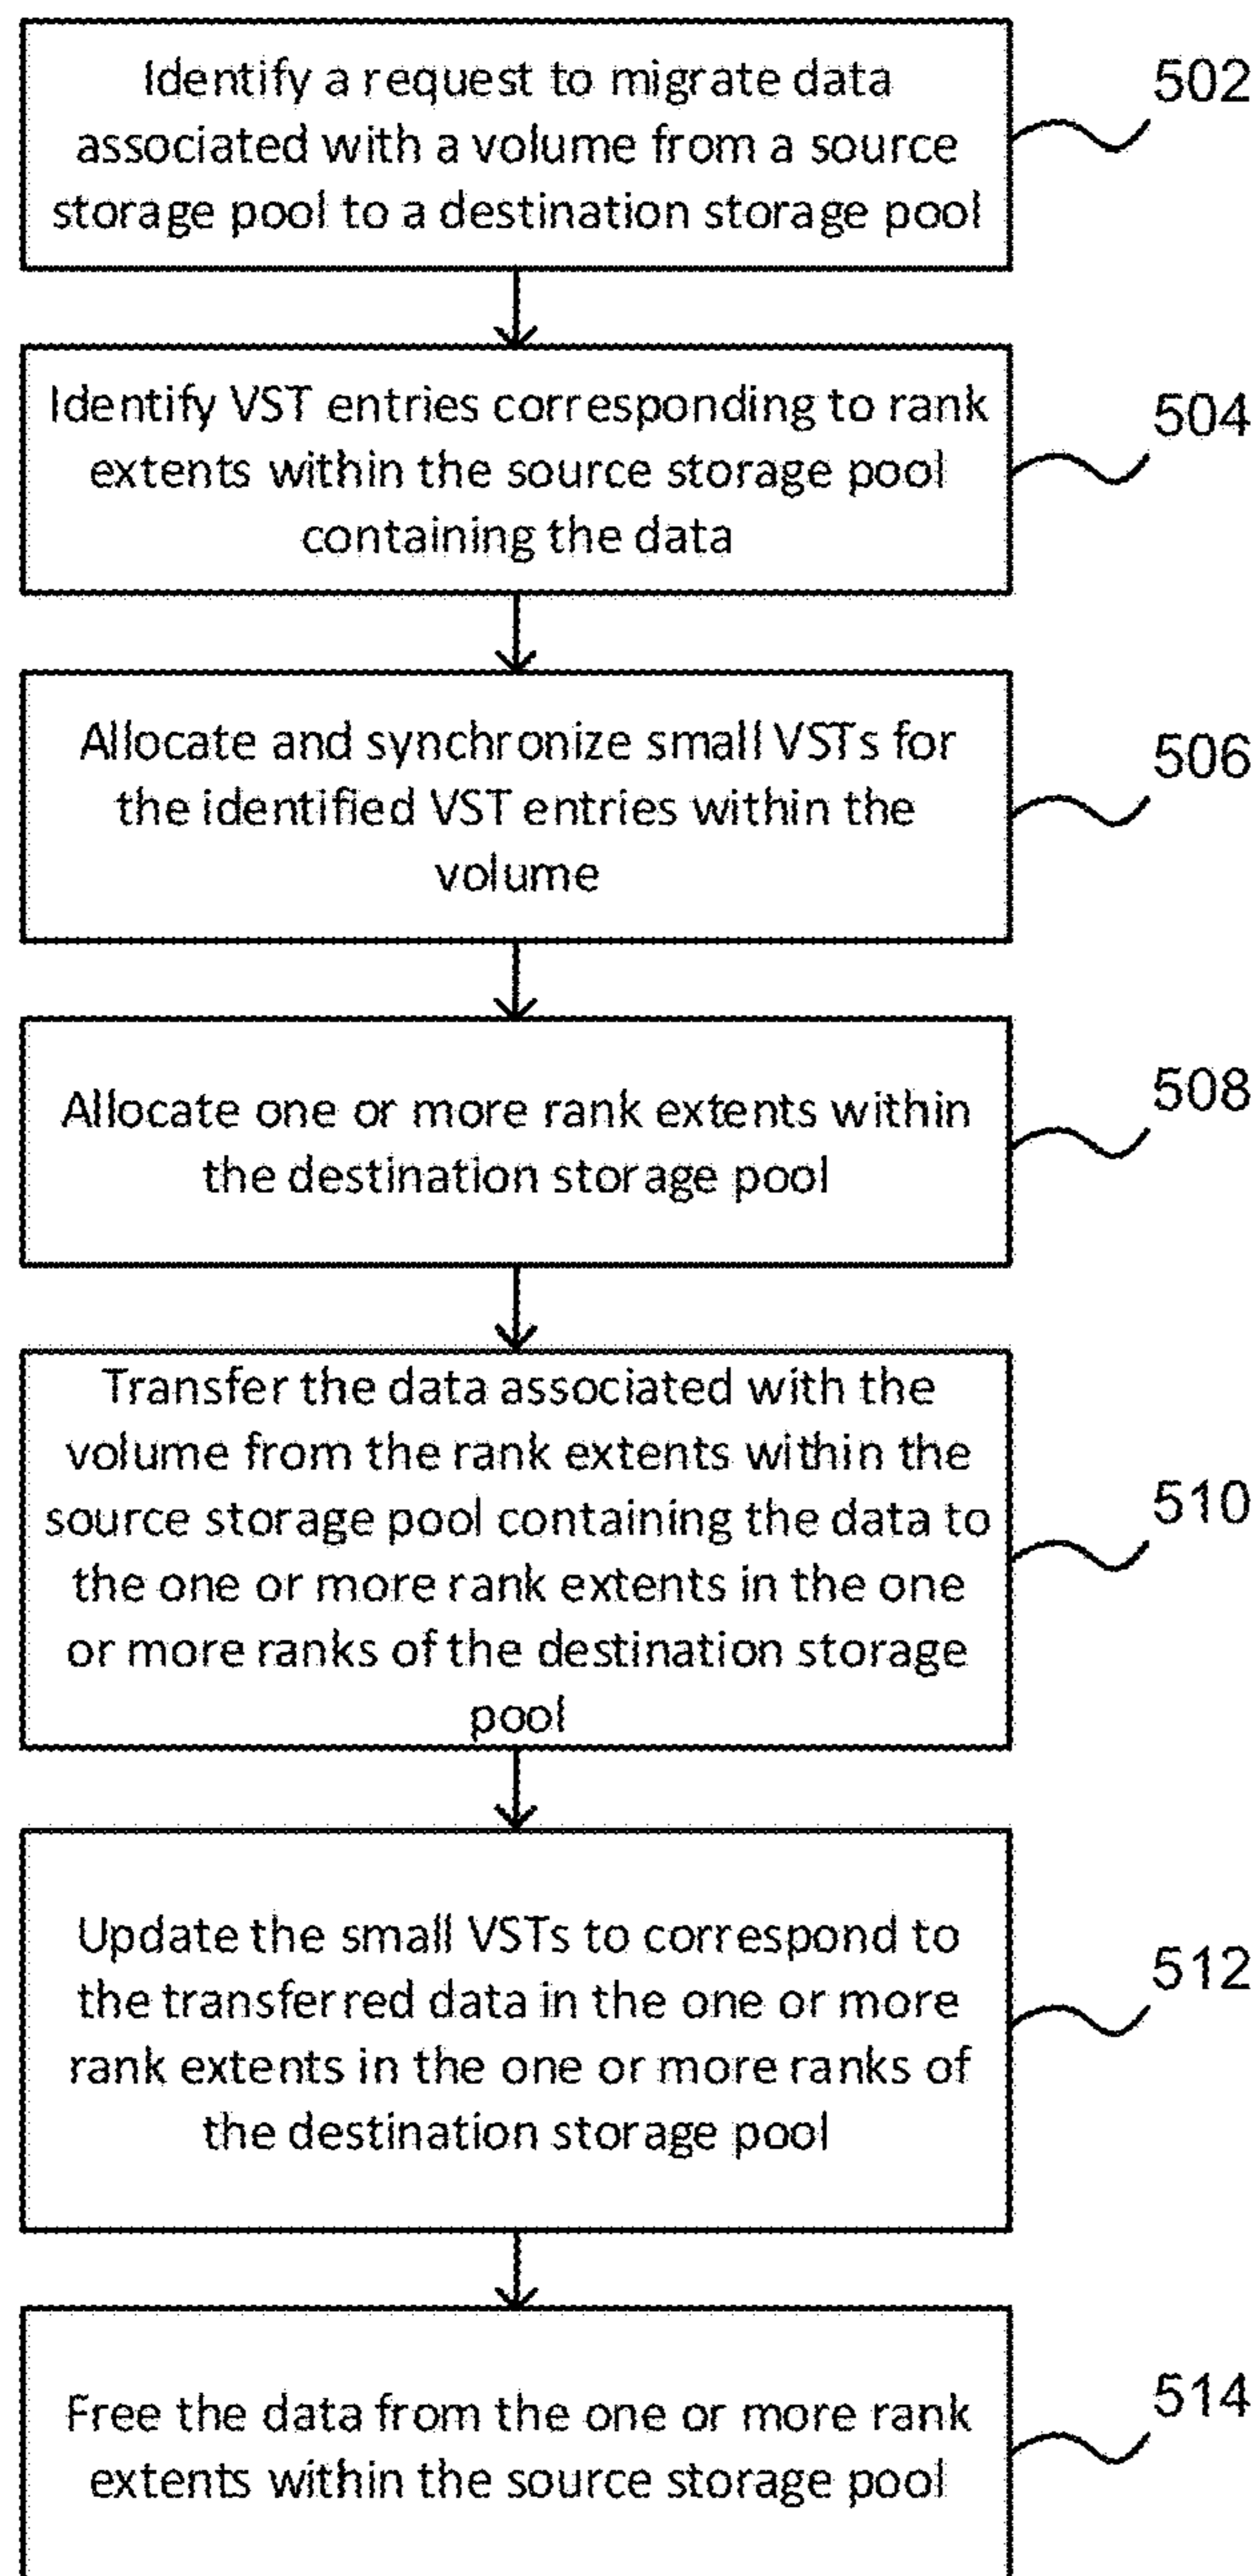 Identify a request to migrate data
associated with a volume from a source
storage pool to a destination storage pool
502
Identify VST entries corresponding to rank
extents within the source storage pool
containing the data
504
Allocate and synchronize small VSTs for
the identified VST entries within the
volume
506
Allocate one or more rank extents within
the destination storage pool
508
Transfer the data associated with the
volume from the rank extents within the
source storage pool containing the data to
the one or more rank extents in the one
or more ranks of the destination storage
pool
510
Update the small VSTs to correspond to
the transferred data in the one or more
rank extents in the one or more ranks of
the destination storage pool
512
Free the data from the one or more rank
extents within the source storage pool
514